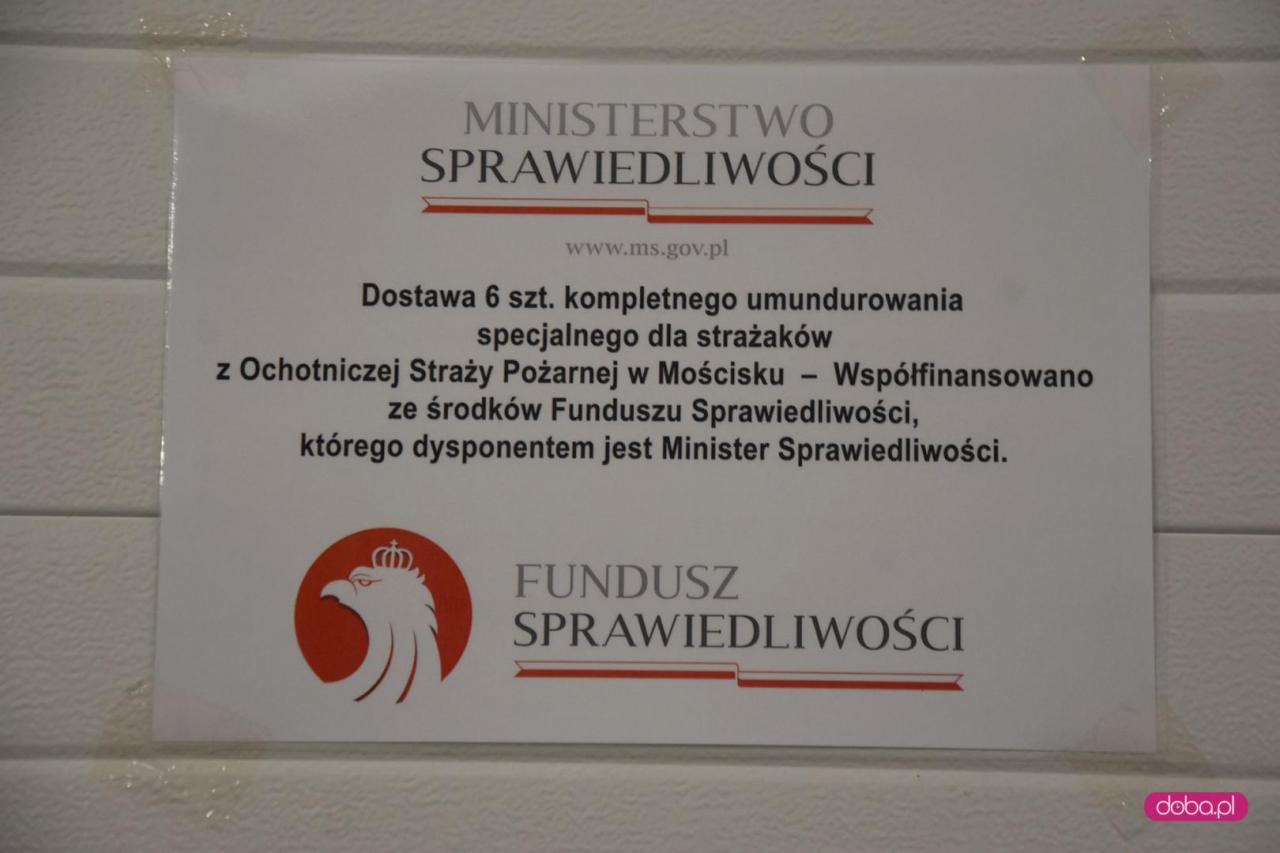 MINISTERSTWO
SPRAWIEDLIWOŚCI
www.ms.gov.pl
Dostawa 6 szt. kompletnego umundurowania
specjalnego dla strażaków
z Ochotniczej Straży Pożarnej w Mościsku – Współfinansowano
ze środków Funduszu Sprawiedliwości,
którego dysponentem jest Minister Sprawiedliwości.
FUNDUSZ
SPRAWIEDLIWOŚCI
doba.pl